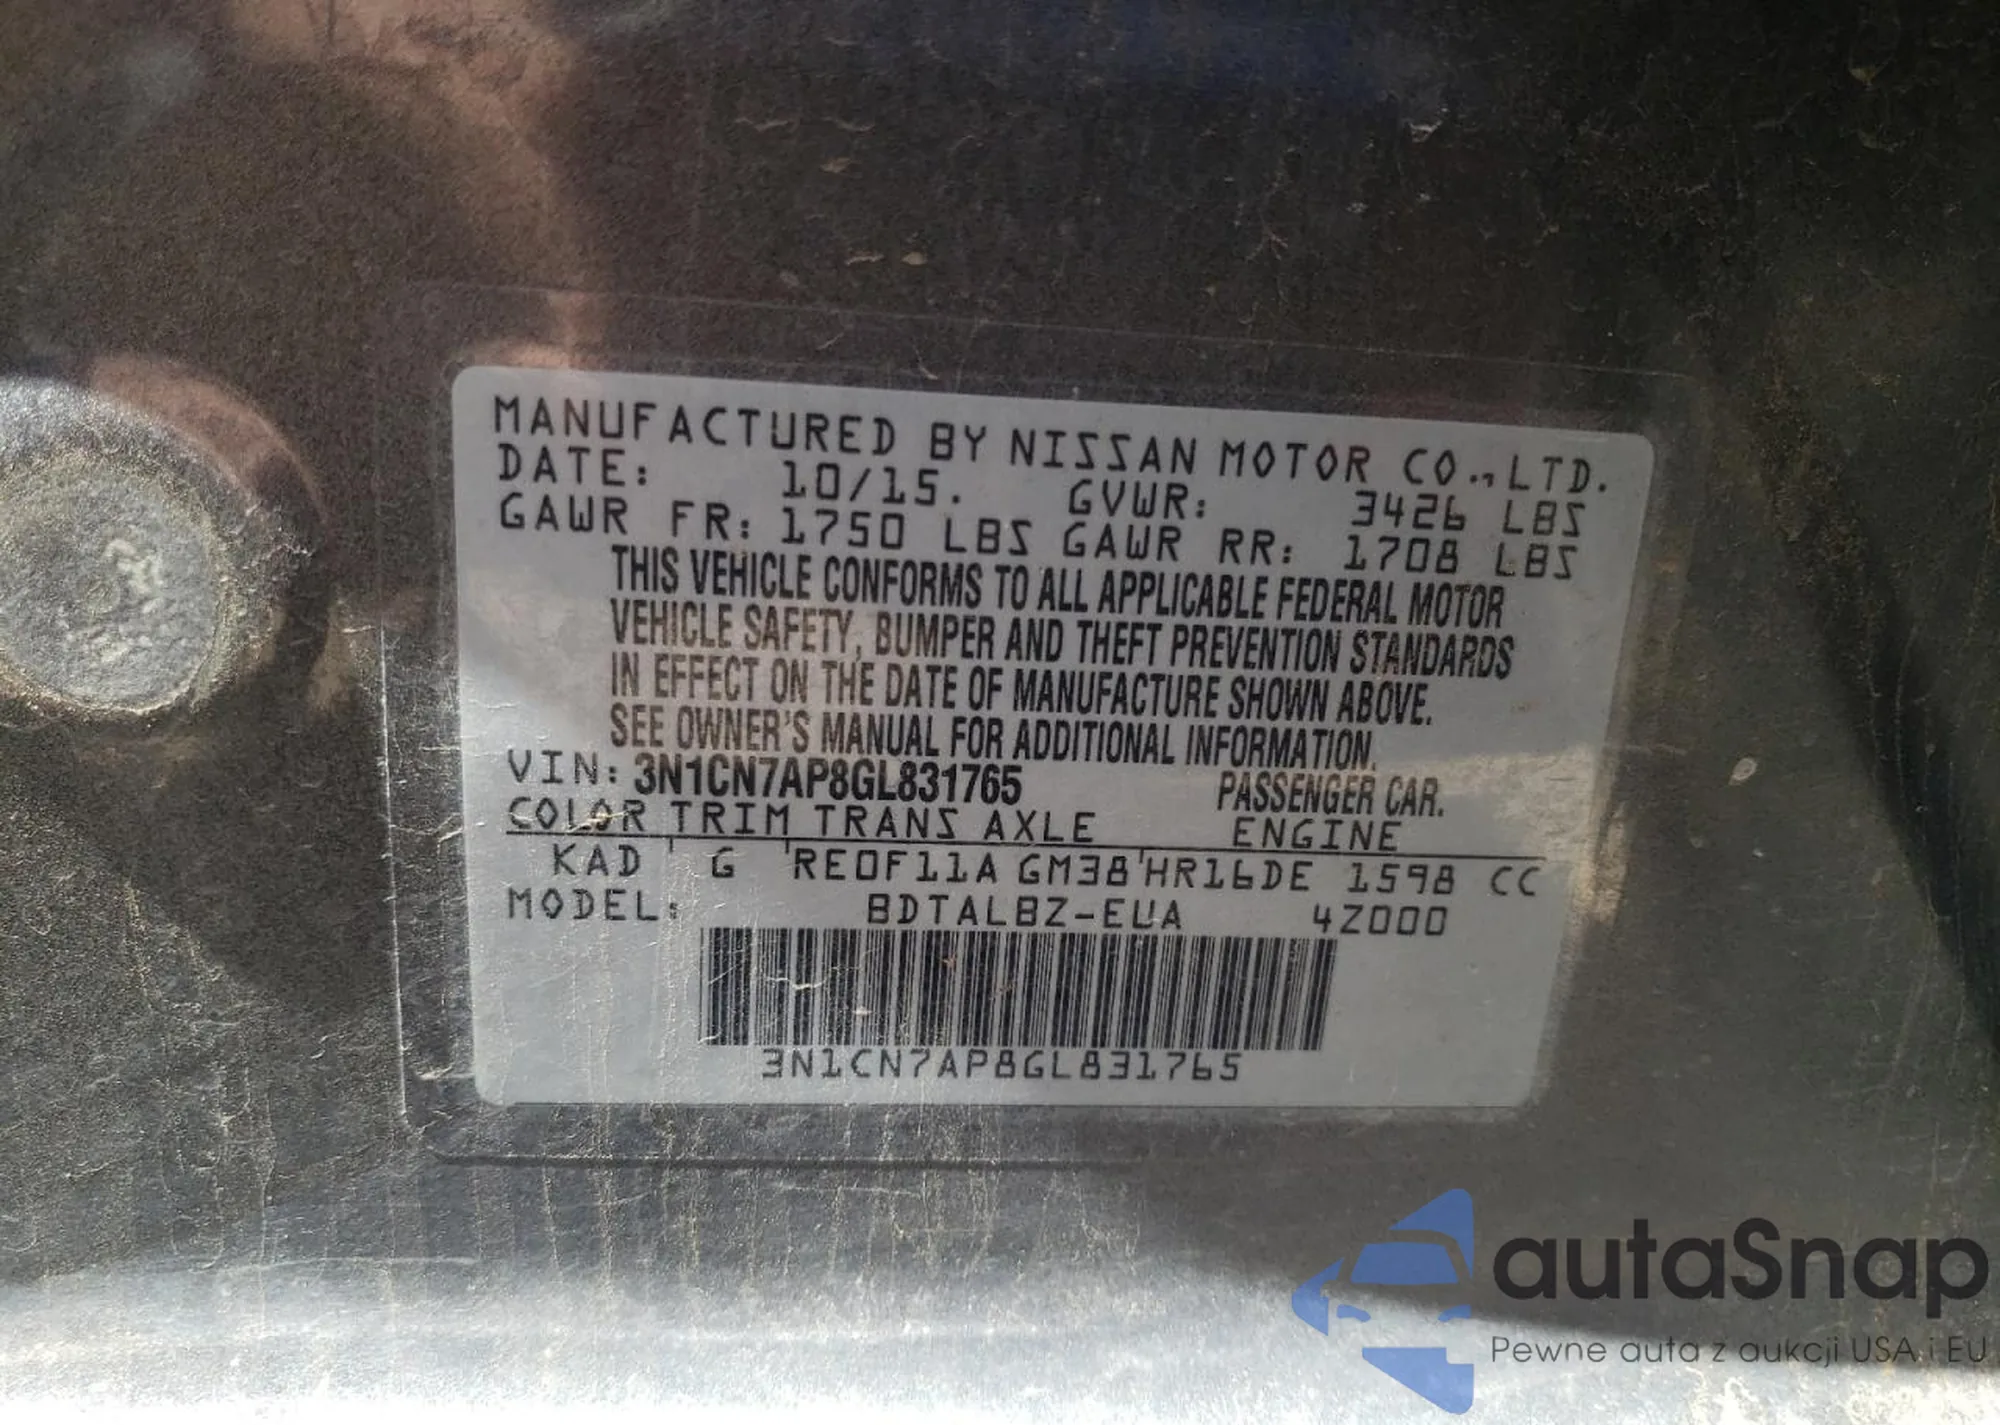 MANUFACTURED BY NISSAN MOTOR CO., LTD.
DATE: 10/15. GVWR: 3426 LBS
GAWR FR: 1750 LBS GAWR RR: 1708 LBS
THIS VEHICLE CONFORMS TO ALL APPLICABLE FEDERAL MOTOR
VEHICLE SAFETY, BUMPER AND THEFT PREVENTION STANDARDS
IN EFFECT ON THE DATE OF MANUFACTURE SHOWN ABOVE.
SEE OWNER'S MANUAL FOR ADDITIONAL INFORMATION.
VIN: 3N1CN7AP8GL831765 PASSENGER CAR.
COLOR TRIM TRANS AXLE ENGINE
KAD G RE0F11A GM38 HR16DE 1598 CC
MODEL: BDTALBZ-EUA 4Z000
3N1CN7AP8GL831765
autaSnap
Pewne auta z aukcji USA i EU